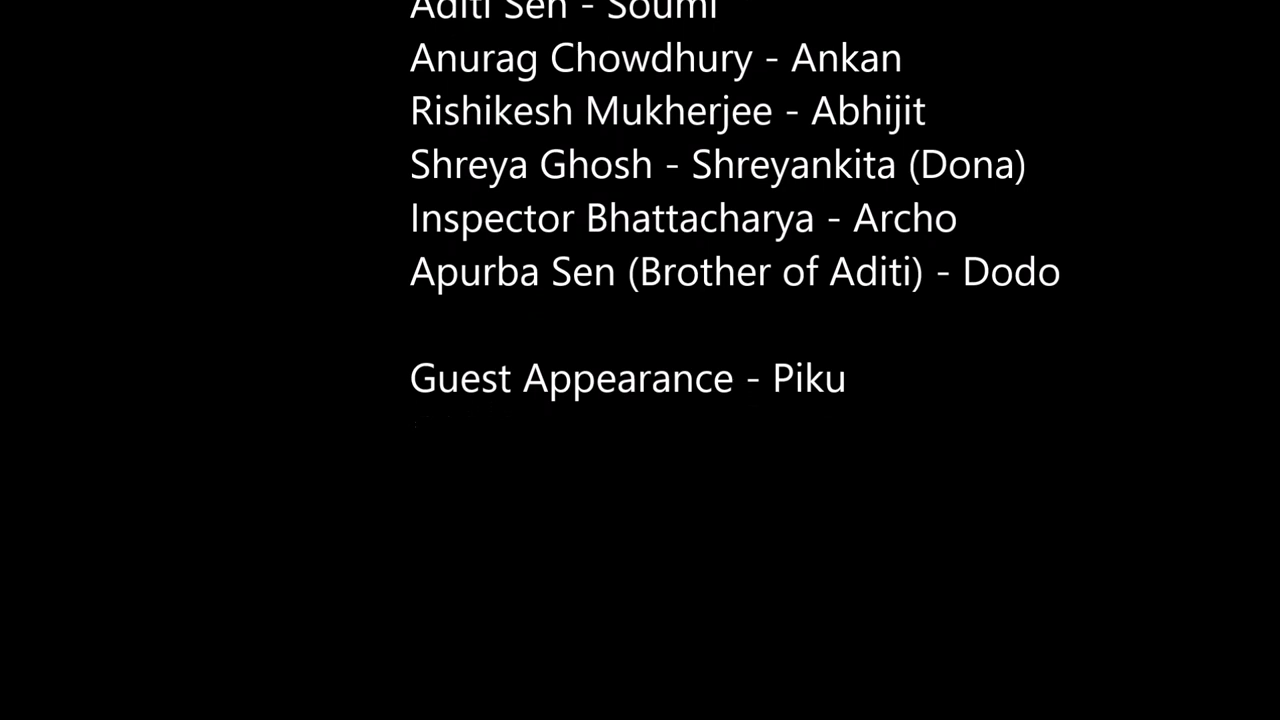 Aditi Sen - Soumi
Anurag Chowdhury - Ankan
Rishikesh Mukherjee - Abhijit
Shreya Ghosh - Shreyankita (Dona)
Inspector Bhattacharya - Archo
Apurba Sen (Brother of Aditi) - Dodo
Guest Appearance - Piku